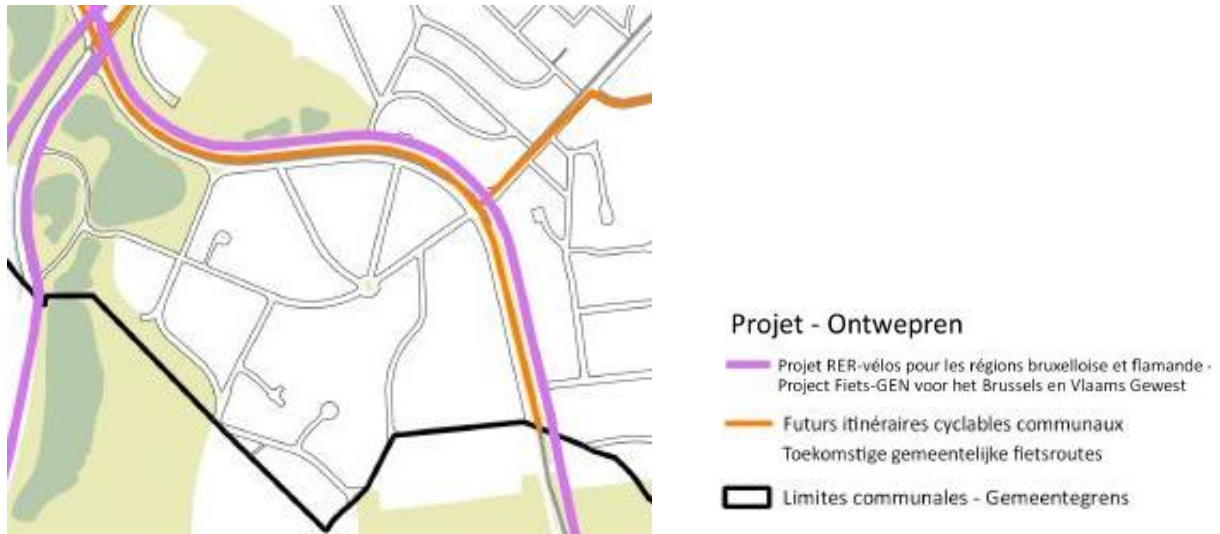 Projet - Ontwepren
Projet RER-vélos pour les régions bruxelloise et flamande -
Project Fiets-GEN voor het Brussels en Vlaams Gewest
Futurs itinéraires cyclables communaux
Toekomstige gemeentelijke fietsroutes
Limites communales - Gemeentegrens